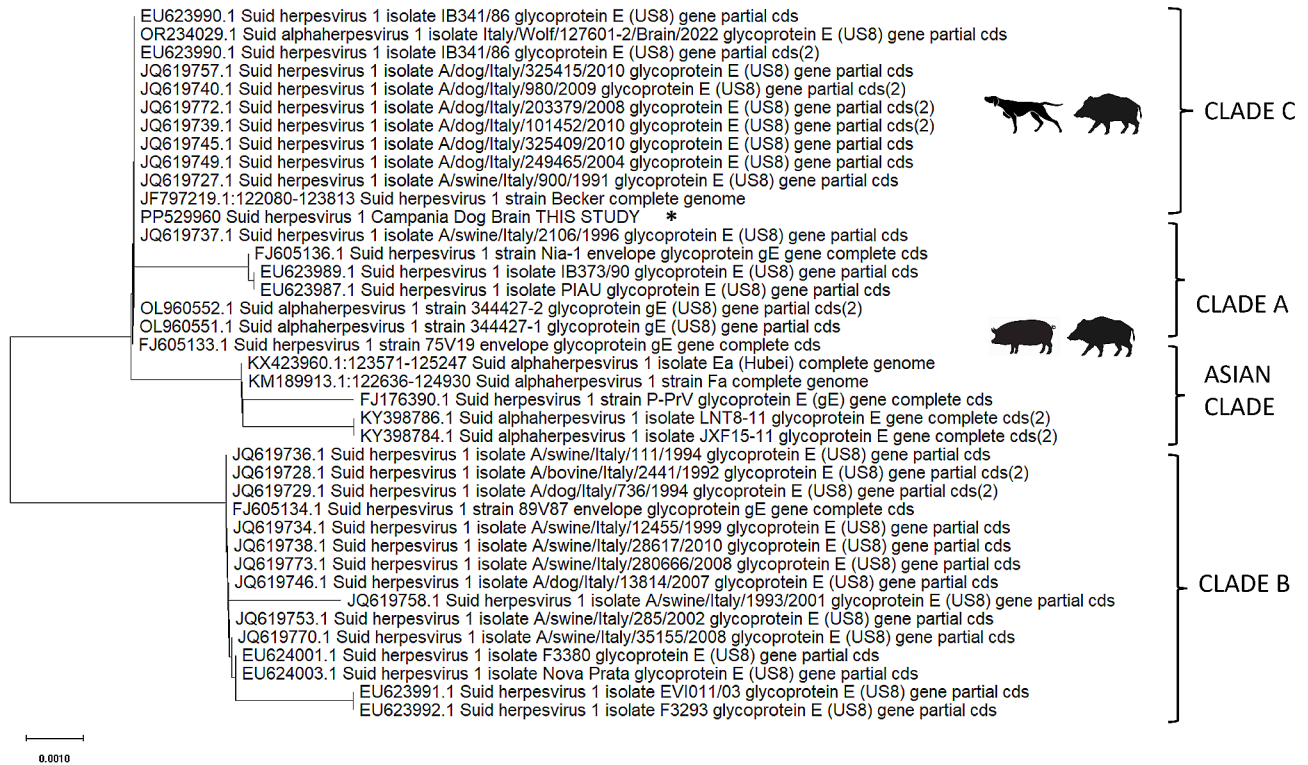 EU623990.1 Suid herpesvirus 1 isolate IB341/86 glycoprotein E (US8) gene partial cds
OR234029.1 Suid alphaherpesvirus 1 isolate Italy/Wolf/127601-2/Brain/2022 glycoprotein E (US8) gene partial cds
EU623990.1 Suid herpesvirus 1 isolate IB341/86 glycoprotein E (US8) gene partial cds(2)
JQ619757.1 Suid herpesvirus 1 isolate A/dog/Italy/325415/2010 glycoprotein E (US8) gene partial cds
JQ619740.1 Suid herpesvirus 1 isolate A/dog/Italy/980/2009 glycoprotein E (US8) gene partial cds(2)
JQ619772.1 Suid herpesvirus 1 isolate A/dog/Italy/203379/2008 glycoprotein E (US8) gene partial cds(2)
JQ619739.1 Suid herpesvirus 1 isolate A/dog/Italy/101452/2010 glycoprotein E (US8) gene partial cds(2)
JQ619745.1 Suid herpesvirus 1 isolate A/dog/Italy/325409/2010 glycoprotein E (US8) gene partial cds
JQ619749.1 Suid herpesvirus 1 isolate A/dog/Italy/249465/2004 glycoprotein E (US8) gene partial cds
JQ619727.1 Suid herpesvirus 1 isolate A/swine/Italy/900/1991 glycoprotein E (US8) gene partial cds
JF797219.1:122080-123813 Suid herpesvirus 1 strain Becker complete genome
PP529960 Suid herpesvirus 1 Campania Dog Brain THIS STUDY *
CLADE C
JQ619737.1 Suid herpesvirus 1 isolate A/swine/Italy/2106/1996 glycoprotein E (US8) gene partial cds
FJ605136.1 Suid herpesvirus 1 strain Nia-1 envelope glycoprotein gE gene complete cds
EU623989.1 Suid herpesvirus 1 isolate IB373/90 glycoprotein E (US8) gene partial cds
EU623987.1 Suid herpesvirus 1 isolate PIAU glycoprotein E (US8) gene partial cds
OL960552.1 Suid alphaherpesvirus 1 strain 344427-2 glycoprotein gE (US8) gene partial cds(2)
OL960551.1 Suid alphaherpesvirus 1 strain 344427-1 glycoprotein gE (US8) gene partial cds
CLADE A
FJ605133.1 Suid herpesvirus 1 strain 75V19 envelope glycoprotein gE gene complete cds
KX423960.1:123571-125247 Suid alphaherpesvirus 1 isolate Ea (Hubei) complete genome
KM189913.1:122636-124930 Suid alphaherpesvirus 1 strain Fa complete genome
FJ176390.1 Suid herpesvirus 1 strain P-PrV glycoprotein E (gE) gene complete cds
KY398786.1 Suid alphaherpesvirus 1 isolate LNT8-11 glycoprotein E gene complete cds(2)
KY398784.1 Suid alphaherpesvirus 1 isolate JXF15-11 glycoprotein E gene complete cds(2)
ASIAN
CLADE
JQ619736.1 Suid herpesvirus 1 isolate A/swine/Italy/111/1994 glycoprotein E (US8) gene partial cds
JQ619728.1 Suid herpesvirus 1 isolate A/bovine/Italy/2441/1992 glycoprotein E (US8) gene partial cds(2)
JQ619729.1 Suid herpesvirus 1 isolate A/dog/Italy/736/1994 glycoprotein E (US8) gene partial cds(2)
FJ605134.1 Suid herpesvirus 1 strain 89V87 envelope glycoprotein gE gene complete cds
JQ619734.1 Suid herpesvirus 1 isolate A/swine/Italy/12455/1999 glycoprotein E (US8) gene partial cds
JQ619738.1 Suid herpesvirus 1 isolate A/swine/Italy/28617/2010 glycoprotein E (US8) gene partial cds
JQ619773.1 Suid herpesvirus 1 isolate A/swine/Italy/280666/2008 glycoprotein E (US8) gene partial cds
JQ619746.1 Suid herpesvirus 1 isolate A/dog/Italy/13814/2007 glycoprotein E (US8) gene partial cds
JQ619758.1 Suid herpesvirus 1 isolate A/swine/Italy/1993/2001 glycoprotein E (US8) gene partial cds
JQ619753.1 Suid herpesvirus 1 isolate A/swine/Italy/285/2002 glycoprotein E (US8) gene partial cds
JQ619770.1 Suid herpesvirus 1 isolate A/swine/Italy/35155/2008 glycoprotein E (US8) gene partial cds
EU624001.1 Suid herpesvirus 1 isolate F3380 glycoprotein E (US8) gene partial cds
EU624003.1 Suid herpesvirus 1 isolate Nova Prata glycoprotein E (US8) gene partial cds
EU623991.1 Suid herpesvirus 1 isolate EVI011/03 glycoprotein E (US8) gene partial cds
EU623992.1 Suid herpesvirus 1 isolate F3293 glycoprotein E (US8) gene partial cds
CLADE B
0.0010